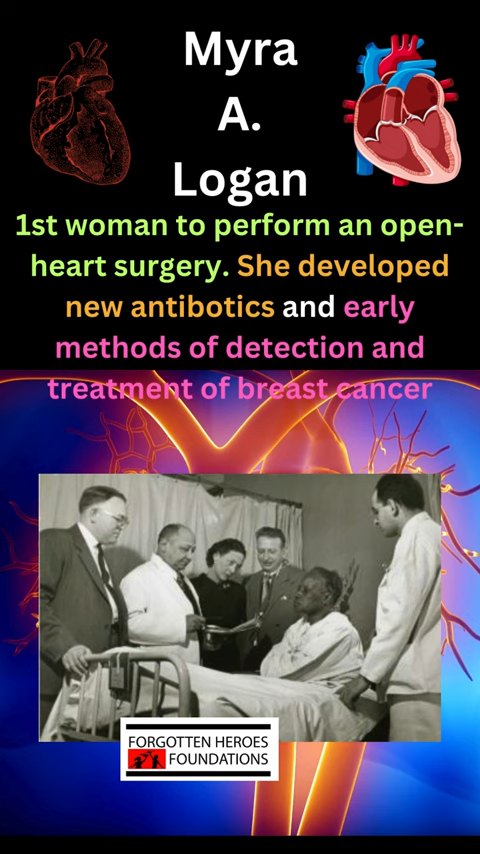 Myra
A.
Logan
1st woman to perform an open-
heart surgery. She developed
new antibotics and early
methods of detection and
treatment of breast cancer
FORGOTTEN HEROES
FOUNDATIONS